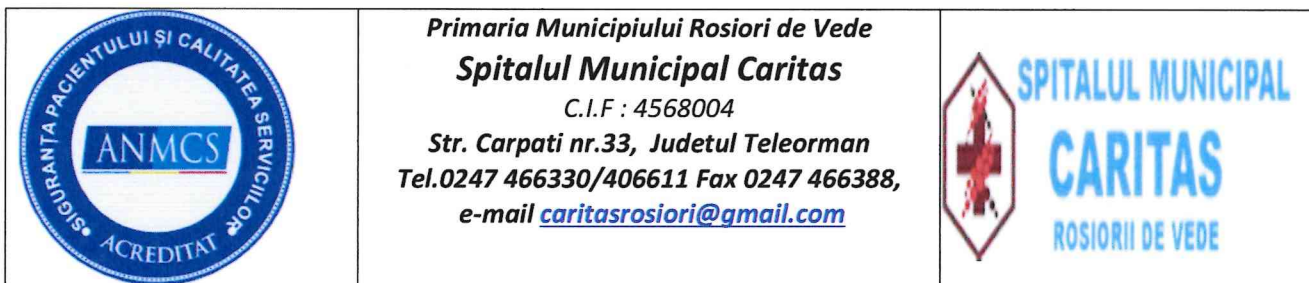 SIGURANȚA PACIENTULUI ȘI CALITATEA SERVICIILOR
ANMCS
ACREDITAT
Primaria Municipiului Rosiori de Vede
Spitalul Municipal Caritas
C.I.F : 4568004
Str. Carpati nr.33, Judetul Teleorman
Tel.0247 466330/406611 Fax 0247 466388,
e-mail caritasrosiori@gmail.com
SPITALUL MUNICIPAL
CARITAS
ROSIORII DE VEDE